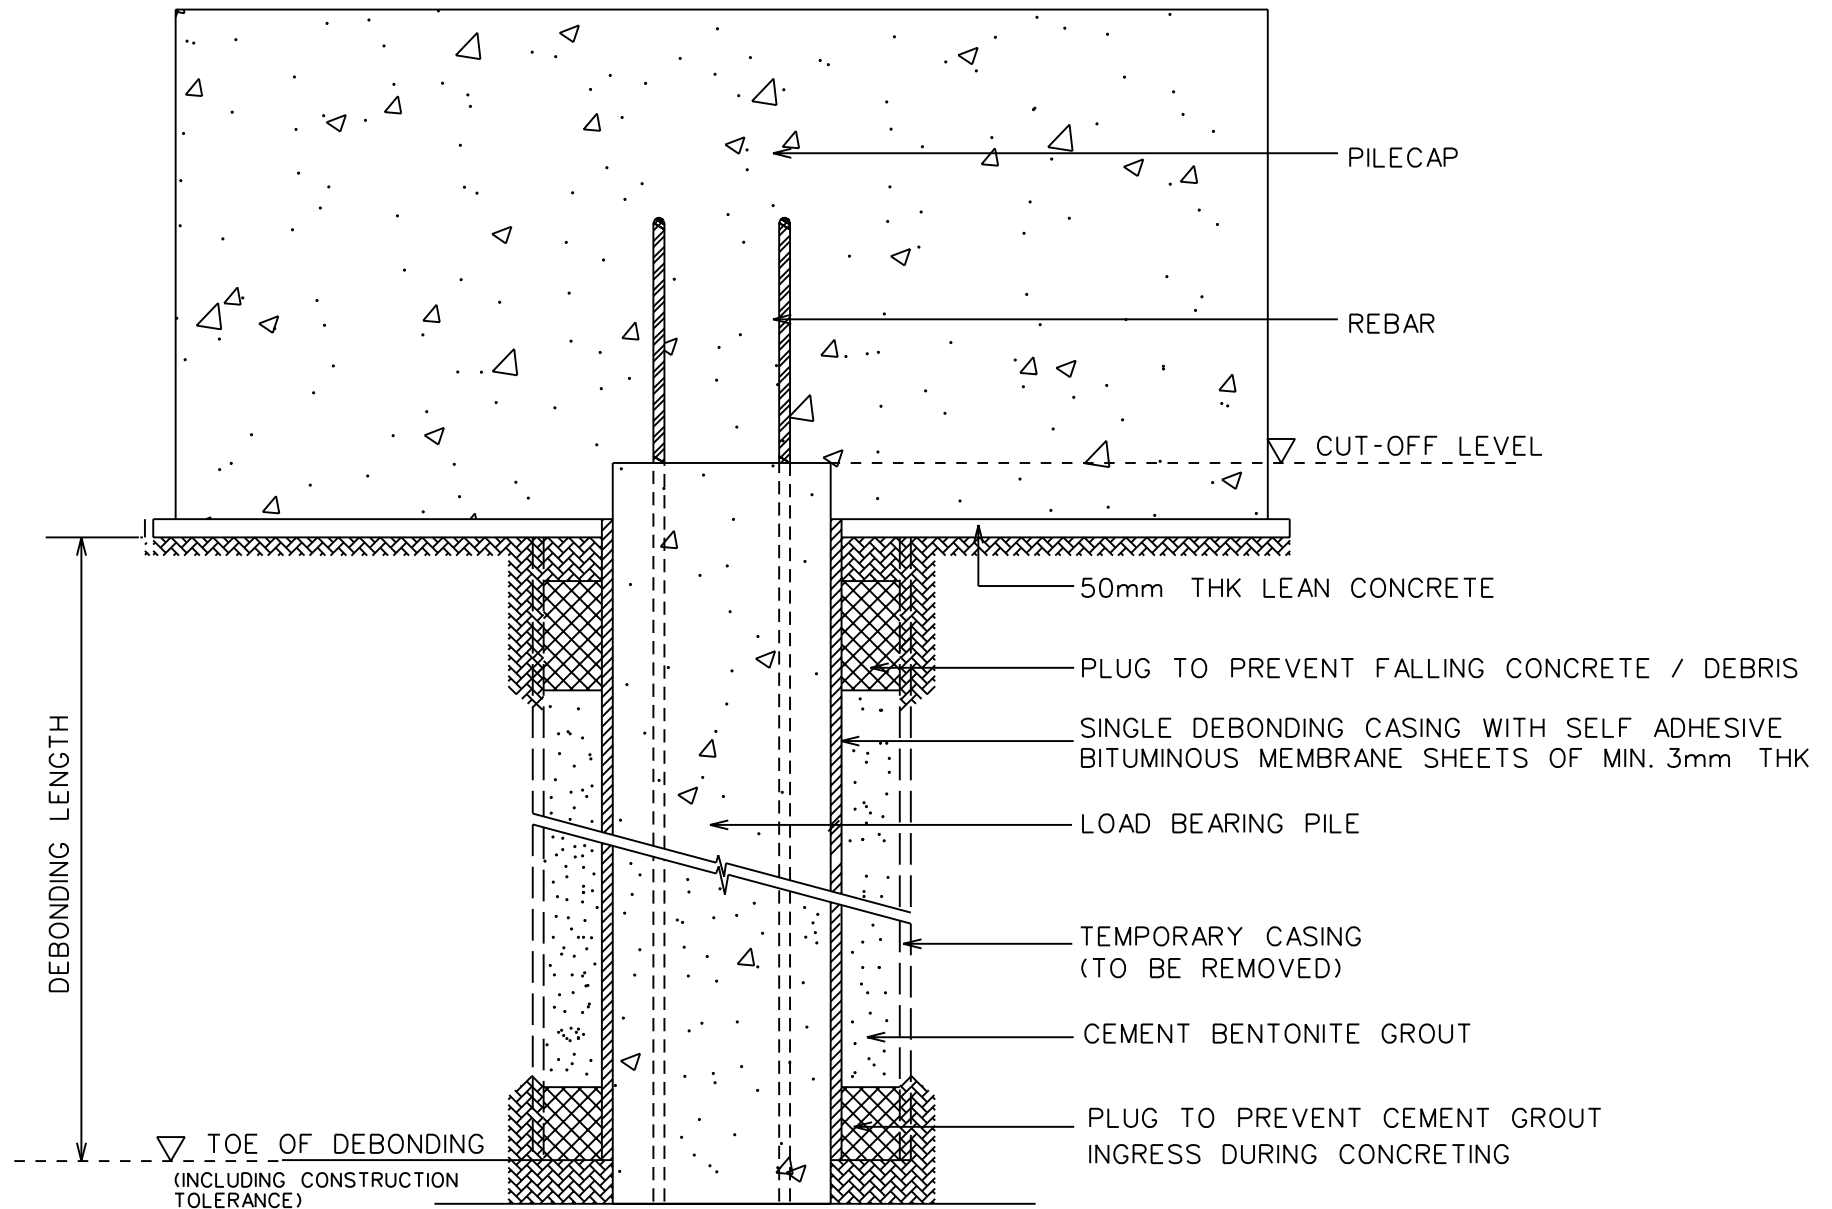 PILECAP
REBAR
CUT-OFF LEVEL
50mm THK LEAN CONCRETE
PLUG TO PREVENT FALLING CONCRETE / DEBRIS
SINGLE DEBONDING CASING WITH SELF ADHESIVE
BITUMINOUS MEMBRANE SHEETS OF MIN. 3mm THK
LOAD BEARING PILE
DEBONDING LENGTH
TEMPORARY CASING
(TO BE REMOVED)
CEMENT BENTONITE GROUT
PLUG TO PREVENT CEMENT GROUT
INGRESS DURING CONCRETING
TOE OF DEBONDING
(INCLUDING CONSTRUCTION
TOLERANCE)